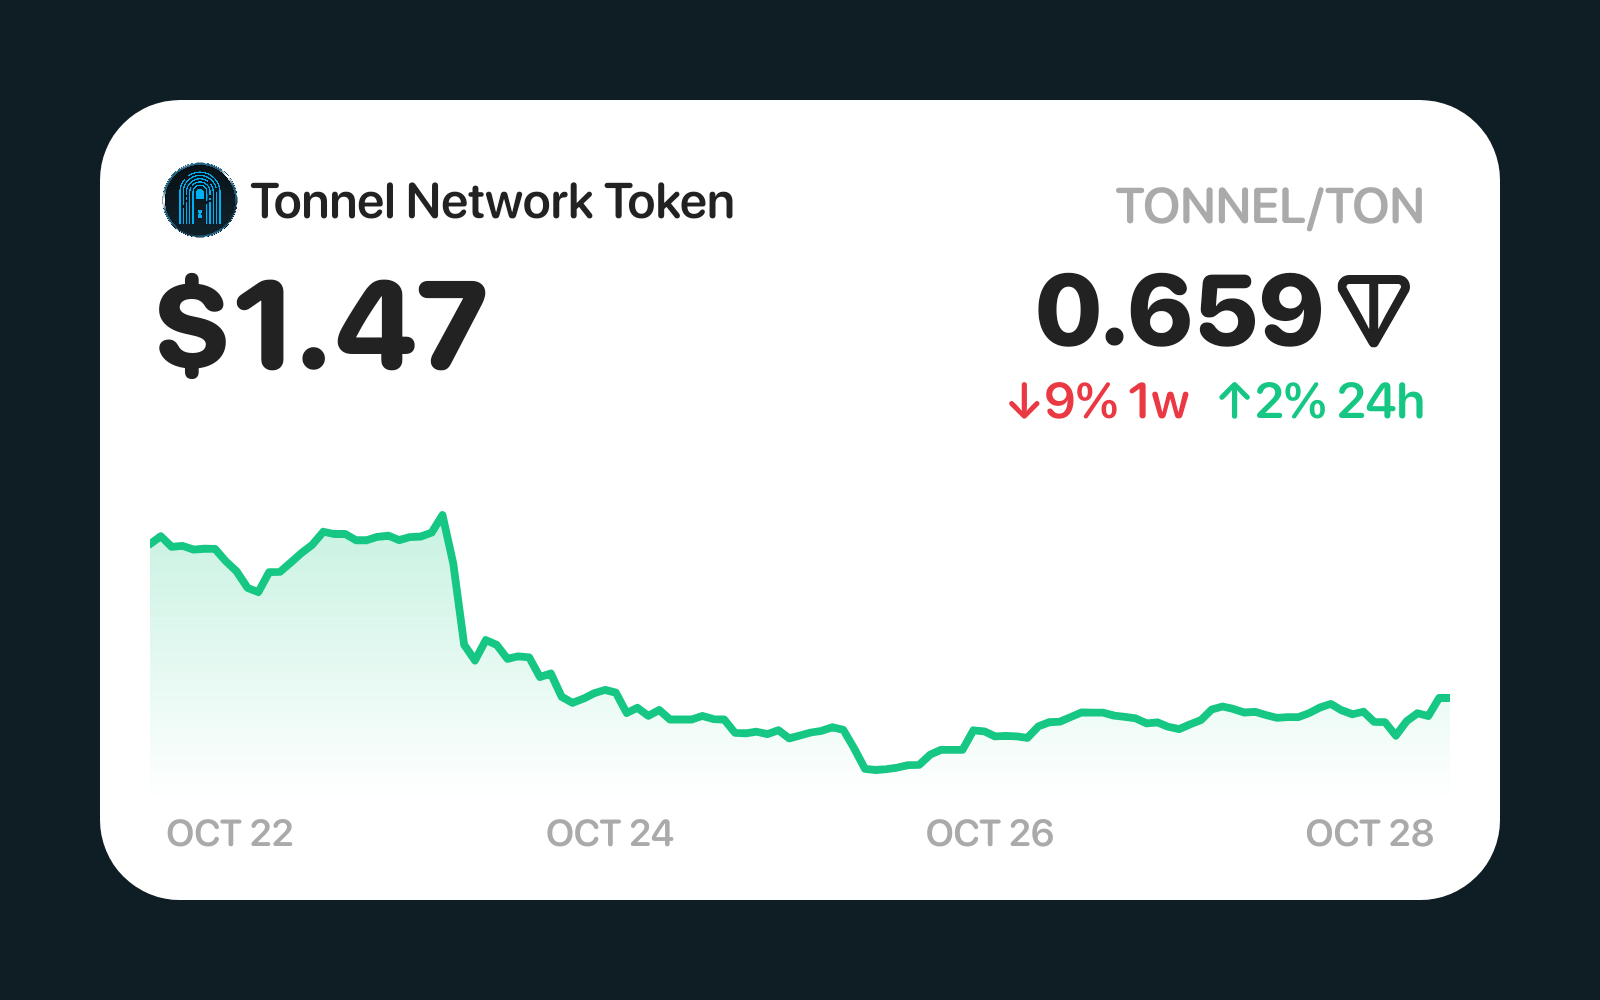 Tonnel Network Token
TONNEL/TON
$1.47
0.659
↓9% 1w ↑2% 24h
OCT 22 OCT 24 OCT 26 OCT 28